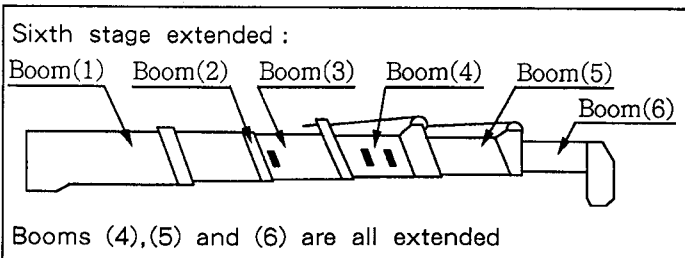 Sixth stage extended :
Boom(1) Boom(2) Boom(3) Boom(4) Boom(5)
Boom(6)
Booms (4),(5) and (6) are all extended